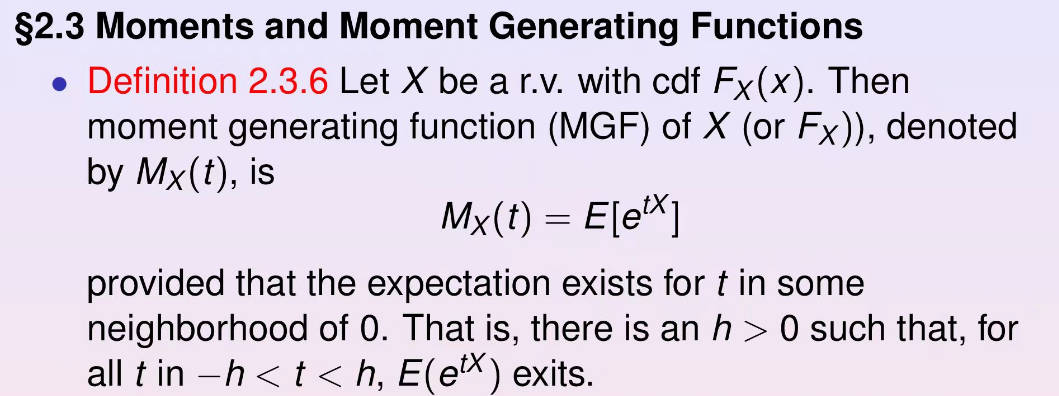 §2.3 Moments and Moment Generating Functions
• Definition 2.3.6 Let X be a r.v. with cdf F_X(x). Then
moment generating function (MGF) of X (or F_X)), denoted
by M_X(t), is
M_X(t) = E[e^{tX}]
provided that the expectation exists for t in some
neighborhood of 0. That is, there is an h > 0 such that, for
all t in −h < t < h, E(e^{tX}) exits.